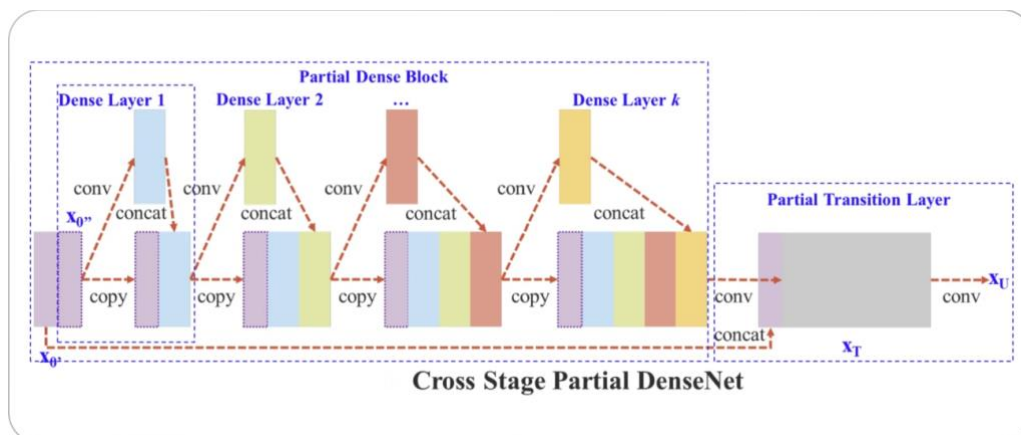 Partial Dense Block
Dense Layer 1
Dense Layer 2
...
Dense Layer k
conv
conv
conv
conv
concat
concat
concat
concat
x0''
copy
copy
copy
copy
x0'
Partial Transition Layer
conv
concat
xT
conv
xU
Cross Stage Partial DenseNet